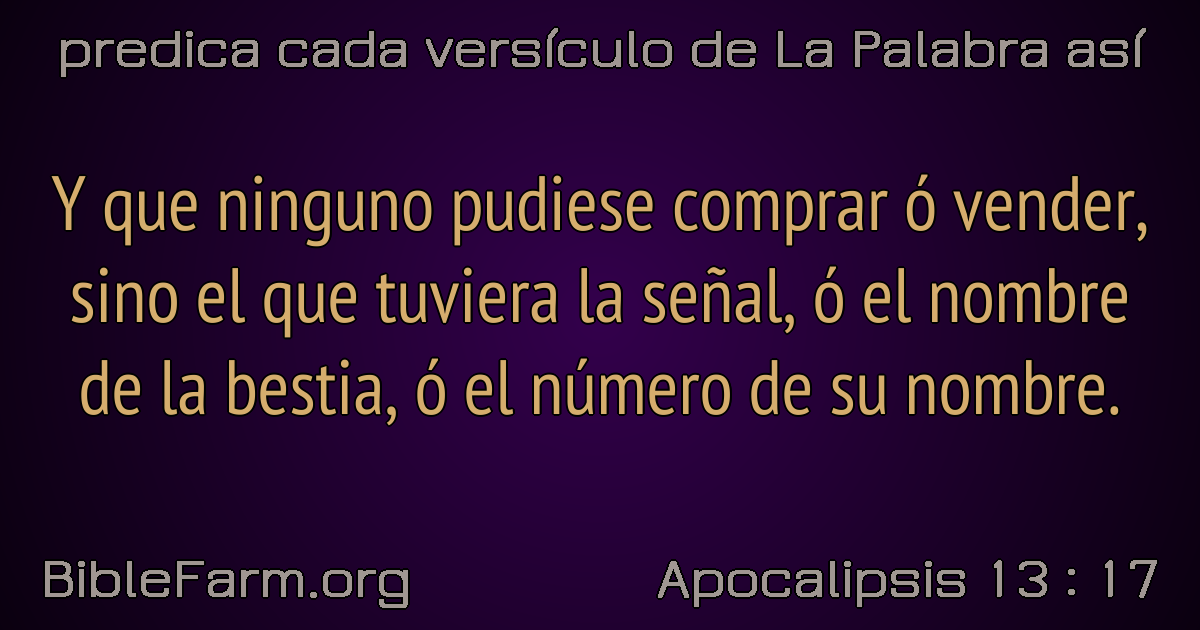 predica cada versículo de La Palabra así
Y que ninguno pudiese comprar ó vender,
sino el que tuviera la señal, ó el nombre
de la bestia, ó el número de su nombre.
BibleFarm.org
Apocalipsis 13 : 17